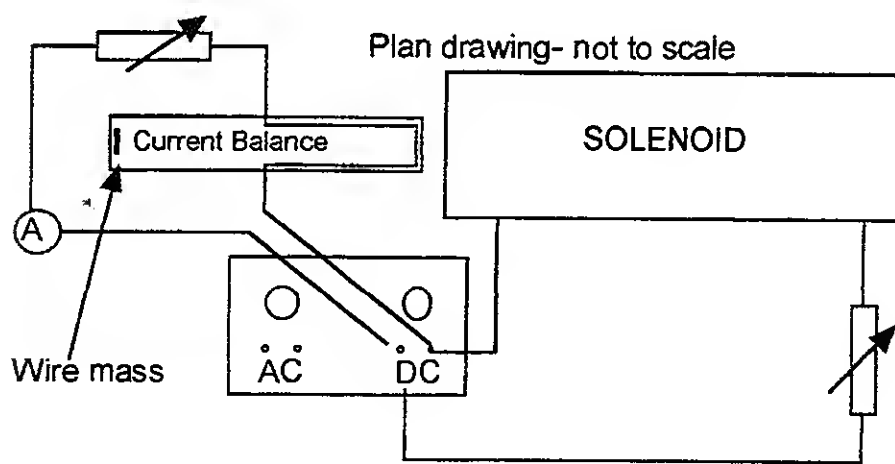 Plan drawing- not to scale
Current Balance
SOLENOID
A
AC
DC
Wire mass